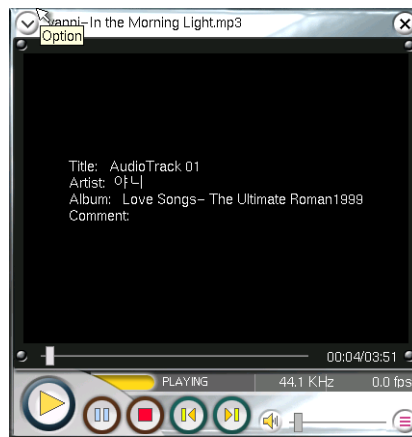 yanni-In the Morning Light.mp3
Option
Title: AudioTrack 01
Artist: 야니
Album: Love Songs- The Ultimate Roman1999
Comment:
00:04/03:51
PLAYING 44.1 KHz 0.0 fps